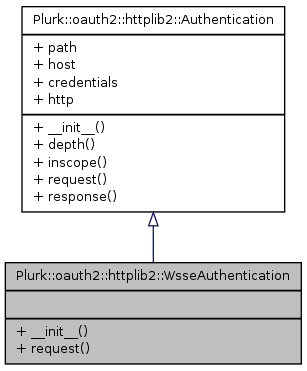 Plurk::oauth2::httplib2::Authentication
+ path
+ host
+ credentials
+ http
+ __init__()
+ depth()
+ inscope()
+ request()
+ response()
Plurk::oauth2::httplib2::WsseAuthentication
+ __init__()
+ request()